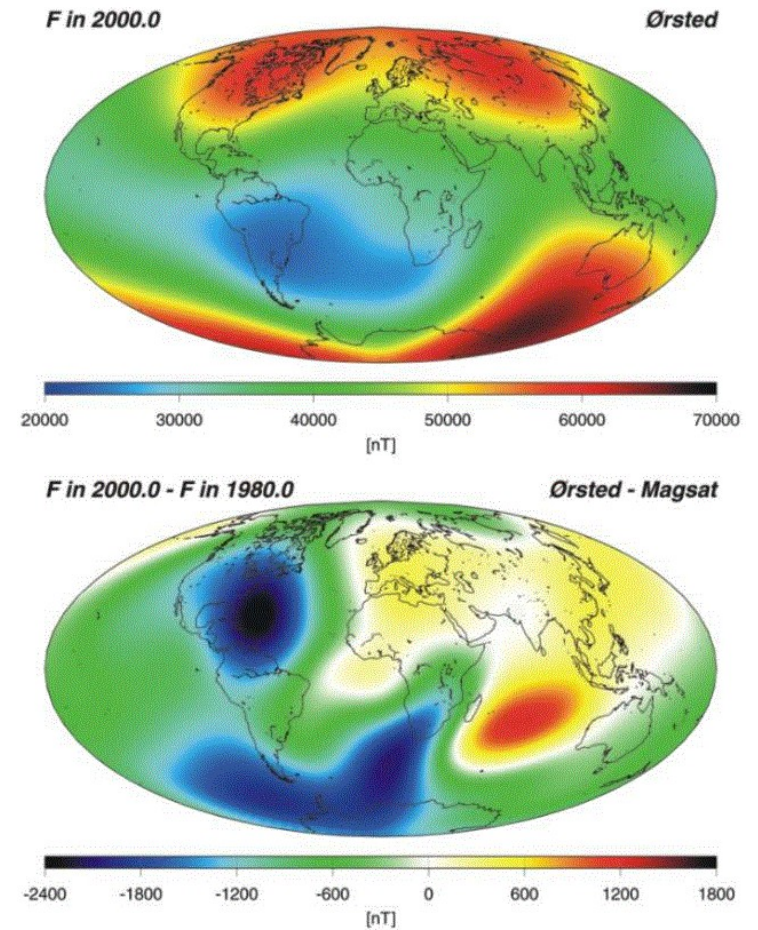 F in 2000.0 Ørsted
20000 30000 40000 50000 60000 70000
[nT]
F in 2000.0 - F in 1980.0 Ørsted - Magsat
-2400 -1800 -1200 -600 0 600 1200 1800
[nT]